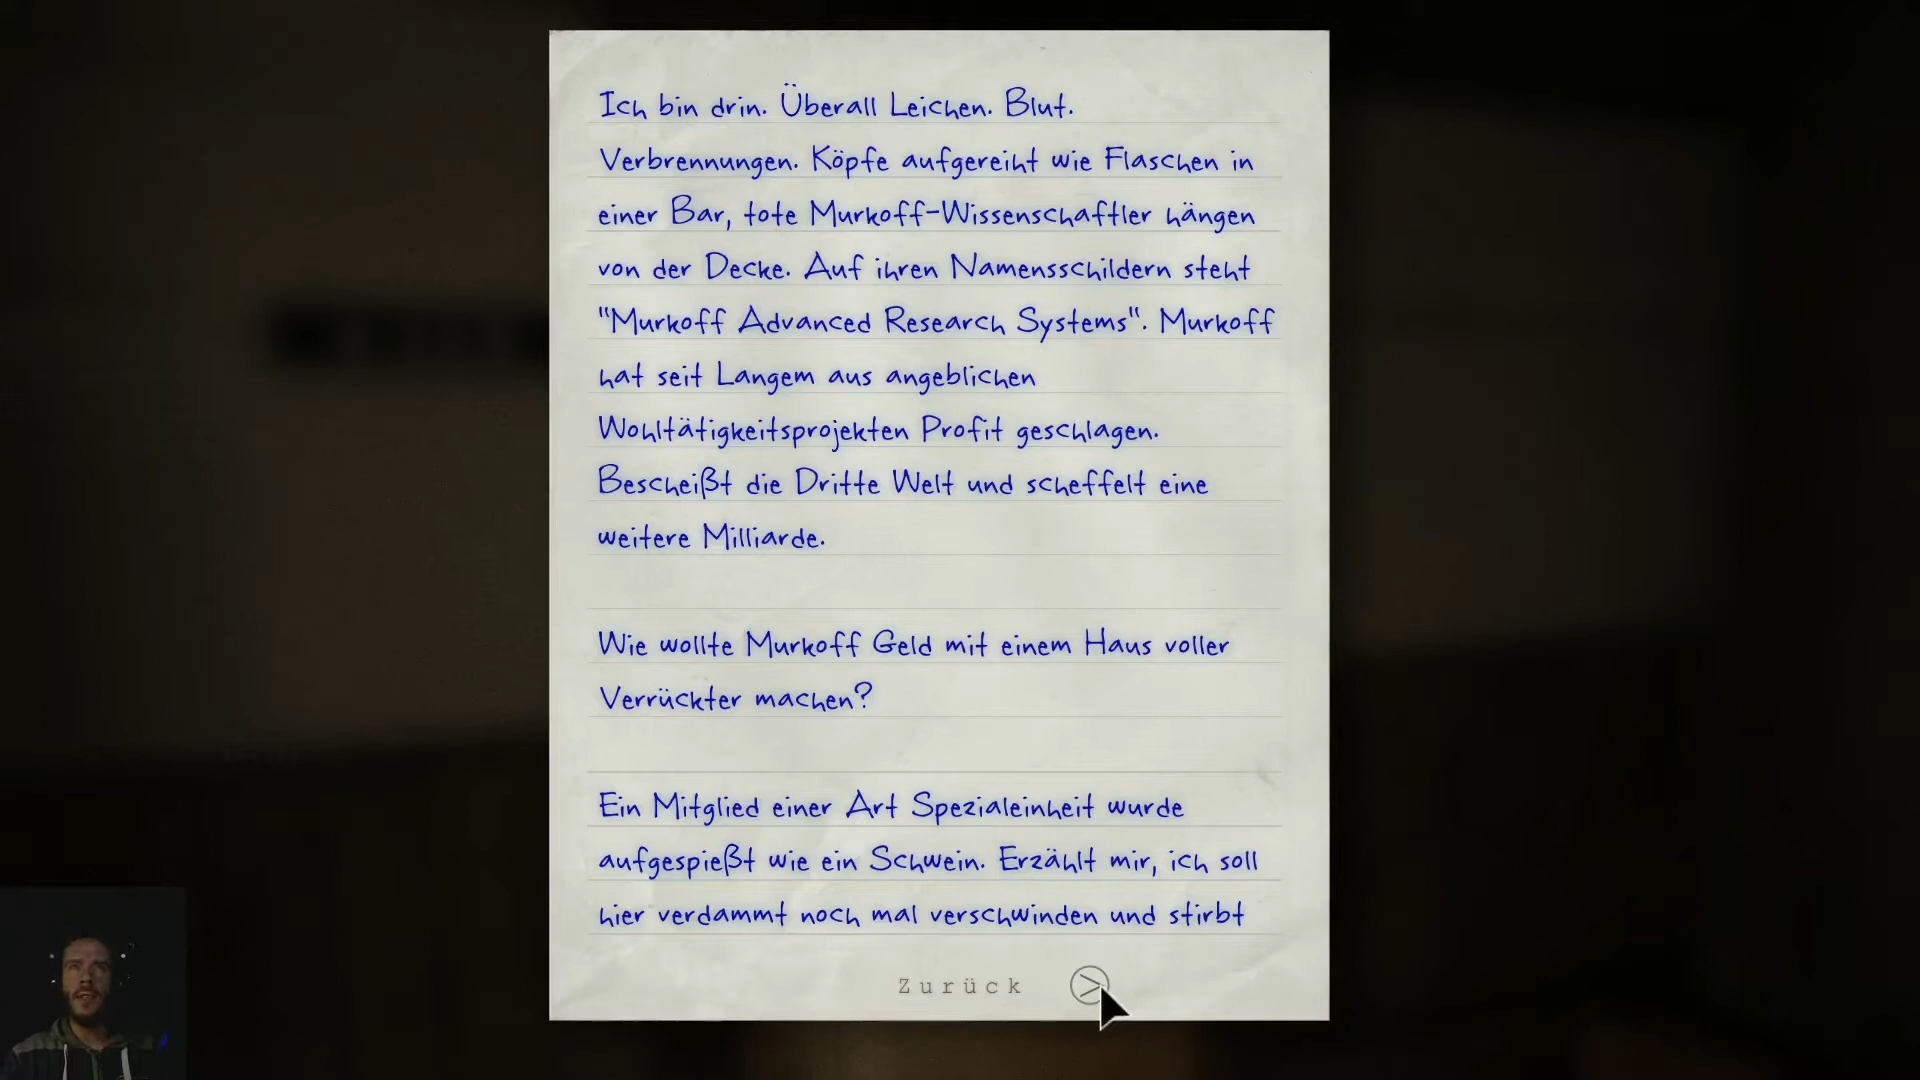 Ich bin drin. Überall Leichen. Blut.
Verbrennungen. Köpfe aufgereiht wie Flaschen in
einer Bar, tote Murkoff-Wissenschaftler hängen
von der Decke. Auf ihren Namensschildern steht
"Murkoff Advanced Research Systems". Murkoff
hat seit Langem aus angeblichen
Wohltätigkeitsprojekten Profit geschlagen.
Bescheißt die Dritte Welt und scheffelt eine
weitere Milliarde.
Wie wollte Murkoff Geld mit einem Haus voller
Verrückter machen?
Ein Mitglied einer Art Spezialeinheit wurde
aufgespießt wie ein Schwein. Erzählt mir, ich soll
hier verdammt noch mal verschwinden und stirbt
Zurück